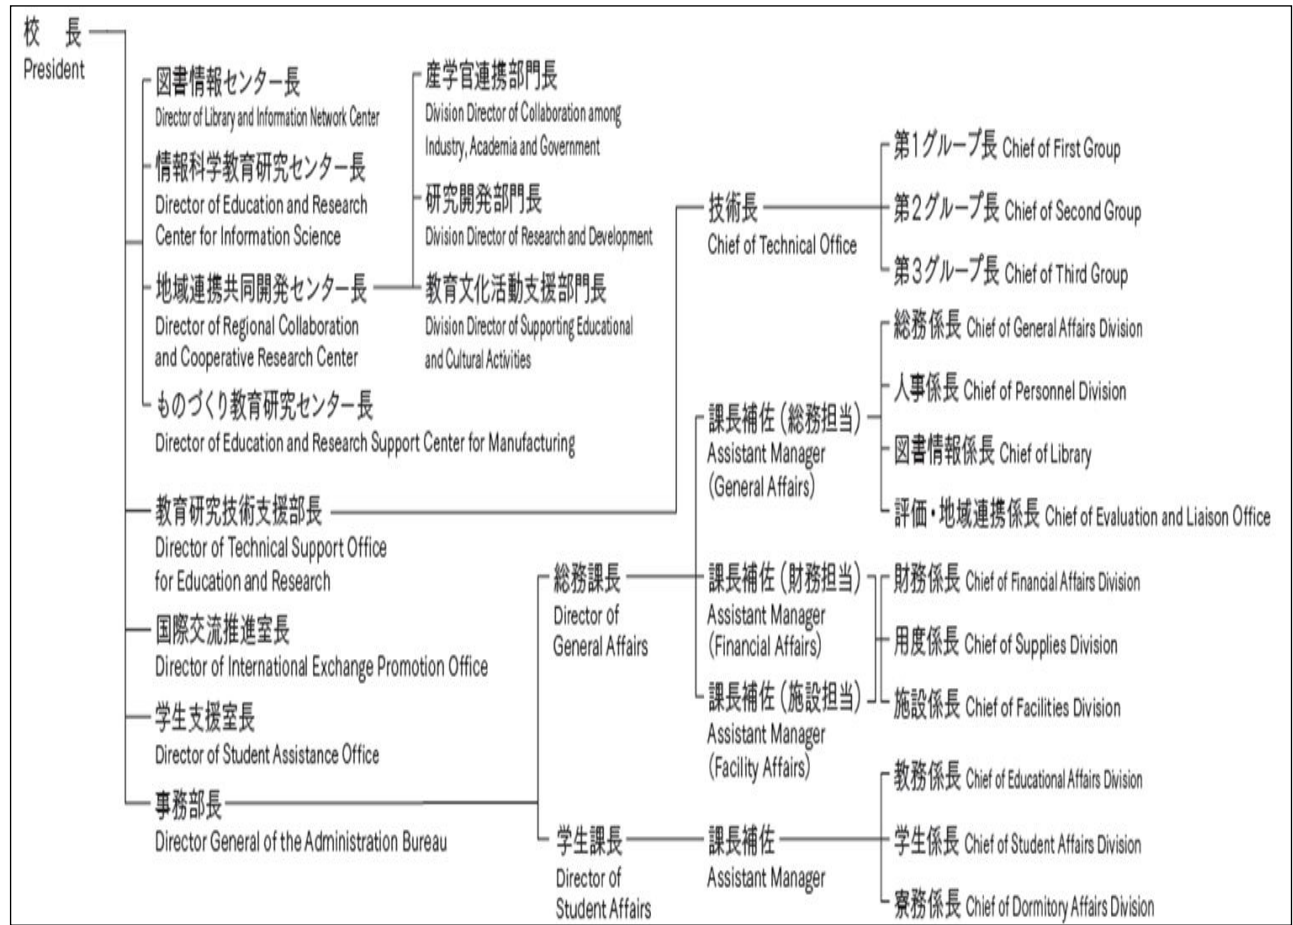 校 長
President
図書情報センター長
Director of Library and Information Network Center
情報科学教育研究センター長
Director of Education and Research
Center for Information Science
地域連携共同開発センター長
Director of Regional Collaboration
and Cooperative Research Center
ものづくり教育研究センター長
Director of Education and Research Support Center for Manufacturing
産学官連携部門長
Division Director of Collaboration among
Industry, Academia and Government
研究開発部門長
Division Director of Research and Development
教育文化活動支援部門長
Division Director of Supporting Educational
and Cultural Activities
教育研究技術支援部長
Director of Technical Support Office
for Education and Research
技術長
Chief of Technical Office
第1グループ長 Chief of First Group
第2グループ長 Chief of Second Group
第3グループ長 Chief of Third Group
国際交流推進室長
Director of International Exchange Promotion Office
学生支援室長
Director of Student Assistance Office
事務部長
Director General of the Administration Bureau
総務課長
Director of
General Affairs
課長補佐（総務担当）
Assistant Manager
(General Affairs)
総務係長 Chief of General Affairs Division
人事係長 Chief of Personnel Division
図書情報係長 Chief of Library
評価・地域連携係長 Chief of Evaluation and Liaison Office
課長補佐（財務担当）
Assistant Manager
(Financial Affairs)
課長補佐（施設担当）
Assistant Manager
(Facility Affairs)
財務係長 Chief of Financial Affairs Division
用度係長 Chief of Supplies Division
施設係長 Chief of Facilities Division
学生課長
Director of
Student Affairs
課長補佐
Assistant Manager
教務係長 Chief of Educational Affairs Division
学生係長 Chief of Student Affairs Division
寮務係長 Chief of Dormitory Affairs Division